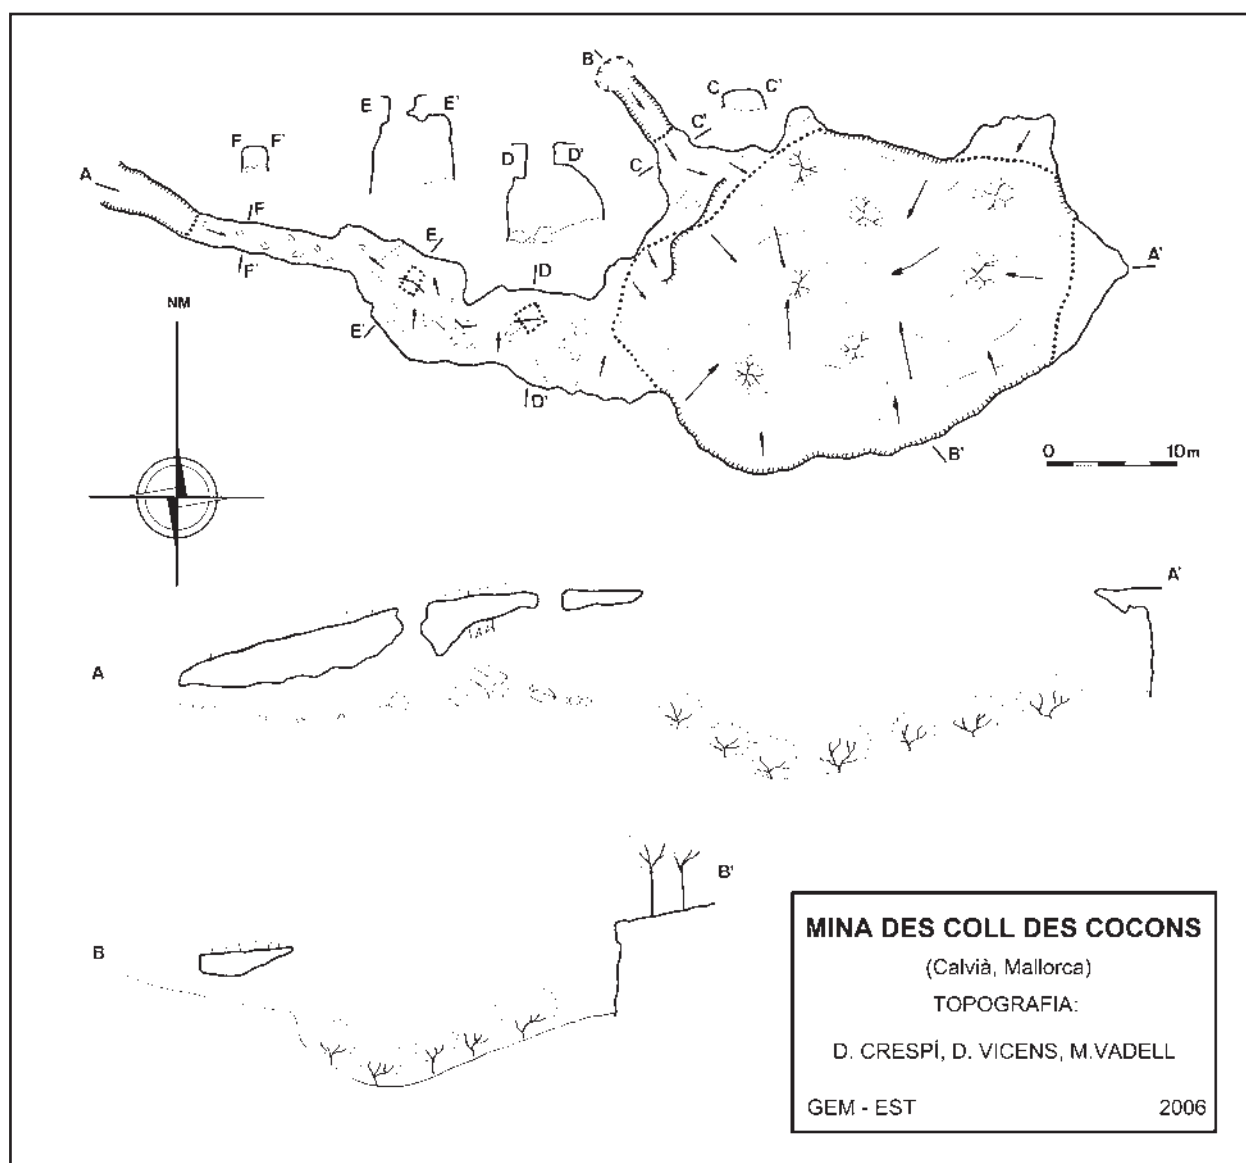 B
C C'
E E'
C'
F F'
D D'
C
A
F
E
A'
F'
D
NM
E'
D'
B'
0 10m
A'
A
B'
B
MINA DES COLL DES COCONS
(Calvià, Mallorca)
TOPOGRAFIA:
D. CRESPÍ, D. VICENS, M.VADELL
GEM - EST 2006